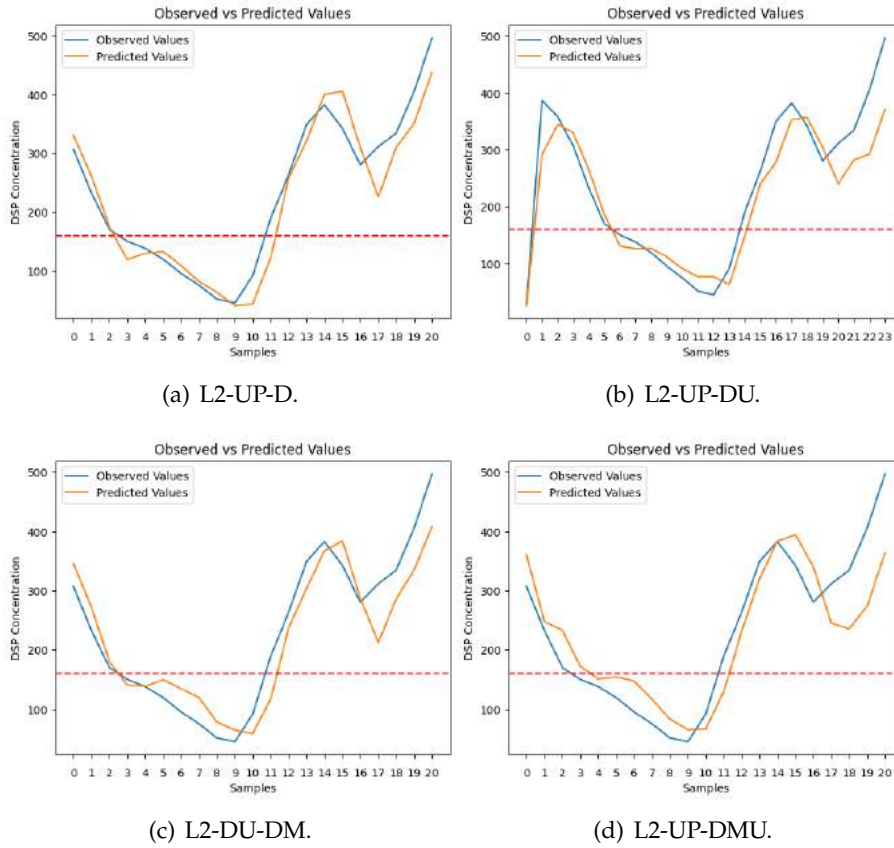 Observed vs Predicted Values
Observed Values
Predicted Values
500
400
300
200
100
DSP Concentration
0 1 2 3 4 5 6 7 8 9 10 11 12 13 14 15 16 17 18 19 20
Samples
(a) L2-UP-D.
Observed vs Predicted Values
Observed Values
Predicted Values
500
400
300
200
100
DSP Concentration
0 1 2 3 4 5 6 7 8 9 10 11 12 13 14 15 16 17 18 19 20 21 22 23
Samples
(b) L2-UP-DU.
Observed vs Predicted Values
Observed Values
Predicted Values
500
400
300
200
100
DSP Concentration
0 1 2 3 4 5 6 7 8 9 10 11 12 13 14 15 16 17 18 19 20
Samples
(c) L2-DU-DM.
Observed vs Predicted Values
Observed Values
Predicted Values
500
400
300
200
100
DSP Concentration
0 1 2 3 4 5 6 7 8 9 10 11 12 13 14 15 16 17 18 19 20
Samples
(d) L2-UP-DMU.